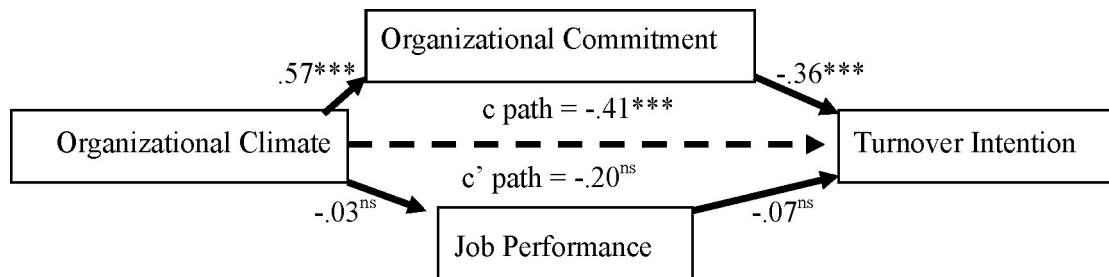 Organizational Commitment
.57***
-.36***
c path = -.41***
Organizational Climate
Turnover Intention
c’ path = -.20ns
-.03ns
-.07ns
Job Performance